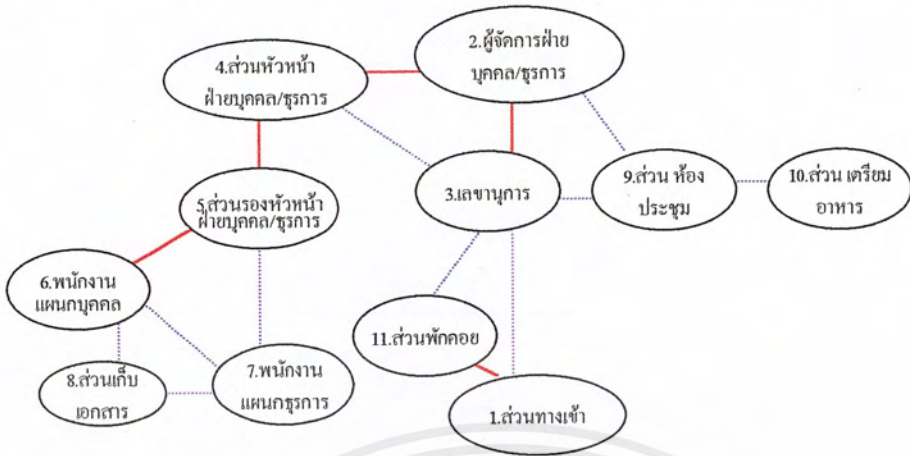 2.ผู้จัดการฝ่าย
บุคคล/ธุรการ
4.ส่วนหัวหน้า
ฝ่ายบุคคล/ธุรการ
3.เลขานุการ
9.ส่วน ห้อง
ประชุม
10.ส่วน เตรียม
อาหาร
5.ส่วนรองหัวหน้า
ฝ่ายบุคคล/ธุรการ
6.พนักงาน
แผนกบุคคล
11.ส่วนพักคอย
7.พนักงาน
แผนกธุรการ
8.ส่วนเก็บ
เอกสาร
1.ส่วนทางเข้า